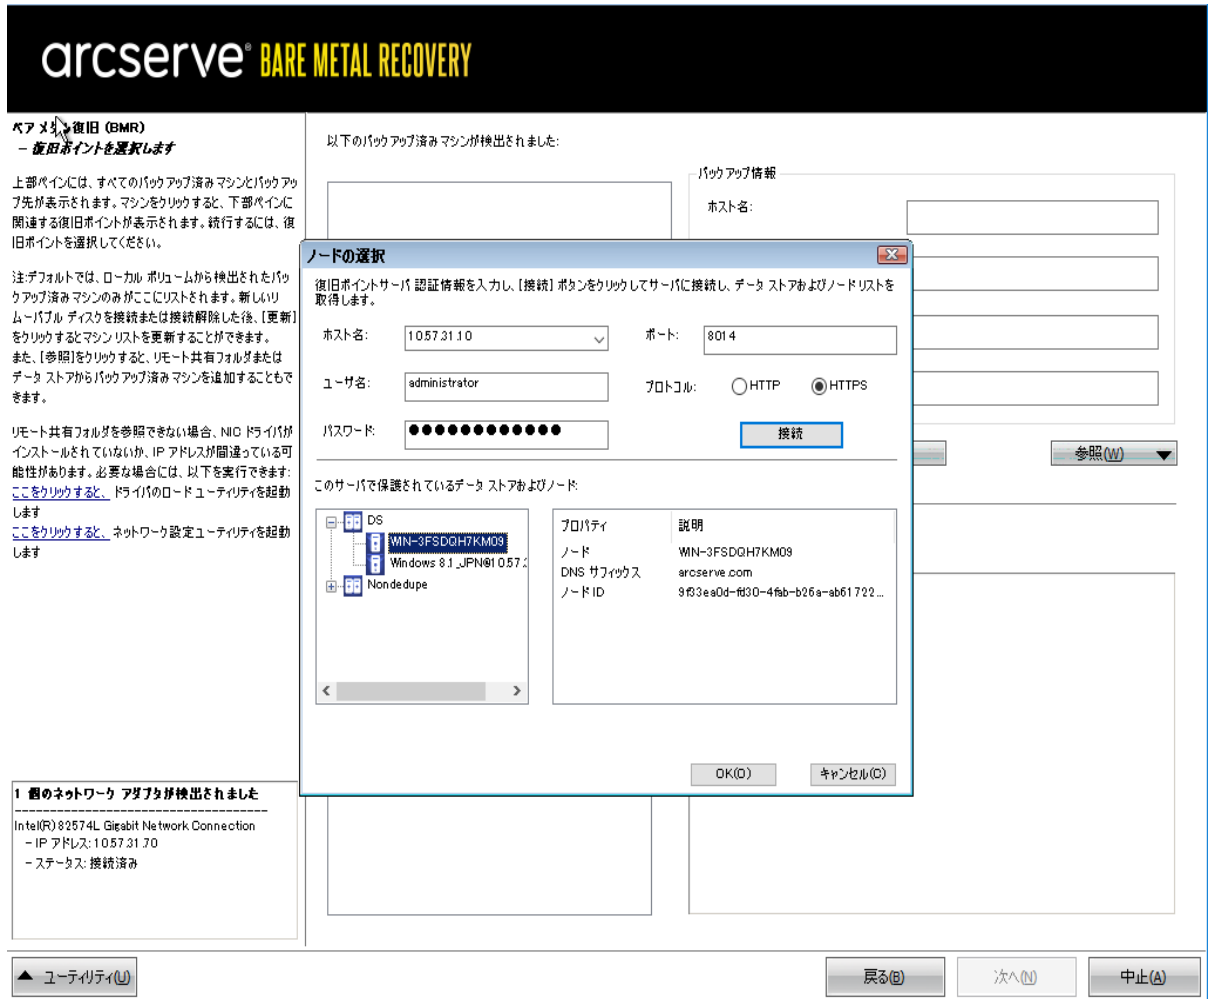 arcserve® BARE METAL RECOVERY
ベア メタル復旧 (BMR)
- 復旧ポイントを選択します
上部ペインには、すべてのバックアップ済みマシンとバックアッ
プ先が表示されます。マシンをクリックすると、下部ペインに
関連する復旧ポイントが表示されます。続行するには、復
旧ポイントを選択してください。
注:デフォルトでは、ローカル ボリュームから検出されたバッ
クアップ済みマシンのみがここにリストされます。新しいリ
ムーバブル ディスクを接続または接続解除した後、[更新]
をクリックするとマシン リストを更新することができます。
また、[参照]をクリックすると、リモート共有フォルダまたは
データ ストアからバックアップ済みマシンを追加することもで
きます。
リモート共有フォルダを参照できない場合、NIC ドライバが
インストールされていないか、IP アドレスが間違っている可
能性があります。必要な場合には、以下を実行できます:
ここをクリックすると、 ドライバのロード ユーティリティを起動
します
ここをクリックすると、 ネットワーク設定ユーティリティを起動
します
1 個のネットワーク アダプタが検出されました
Intel(R) 82574L Gigabit Network Connection
- IP アドレス: 10.57.31.70
- ステータス: 接続済み
以下のバックアップ済みマシンが検出されました:
バックアップ情報
ホスト名:
参照(W)
ノードの選択
復旧ポイントサーバ 認証情報を入力し、[接続] ボタンをクリックしてサーバに接続し、データ ストアおよびノードリストを
取得します。
ホスト名: 10.57.31.10
ポート: 8014
ユーザ名: administrator
プロトコル: HTTP HTTPS
パスワード: ●●●●●●●●●●●●
接続
このサーバで保護されているデータ ストアおよびノード:
DS
WIN-3FSDQH7KM09
Windows 8.1_JPN@10.57.2
Nondedupe
プロパティ 説明
ノード WIN-3FSDQH7KM09
DNS サフィックス arcserve.com
ノード ID 9f33ea0d-fd30-4fab-b26a-ab61722...
OK(O)
キャンセル(C)
ユーティリティ(U)
戻る(B)
次へ(N)
中止(A)